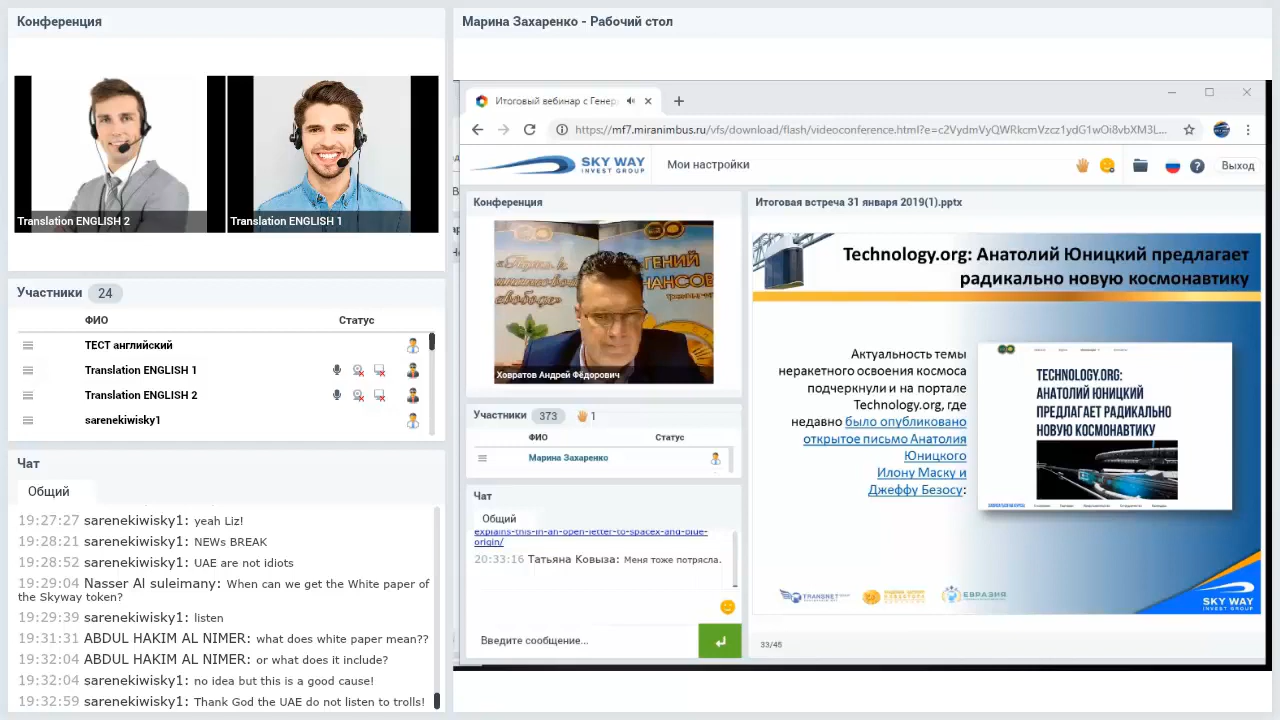 Конференция
Translation ENGLISH 2
Translation ENGLISH 1
Участники 24
ФИО Статус
ТЕСТ английский
Translation ENGLISH 1
Translation ENGLISH 2
sarenekiwisky1
Чат
Общий
19:27:27 sarenekiwisky1: yeah Liz!
19:28:21 sarenekiwisky1: NEWs BREAK
19:28:52 sarenekiwisky1: UAE are not idiots
19:29:04 Nasser Al suleimany: When can we get the White paper of
the Skyway token?
19:29:39 sarenekiwisky1: listen
19:31:31 ABDUL HAKIM AL NIMER: what does white paper mean??
19:32:04 ABDUL HAKIM AL NIMER: or what does it include?
19:32:04 sarenekiwisky1: no idea but this is a good cause!
19:32:59 sarenekiwisky1: Thank God the UAE do not listen to trolls!
Марина Захаренко - Рабочий стол
Итоговый вебинар с Генер
https://mf7.miranimbus.ru/vfs/download/flash/videoconference.html?e=c2VydmVyQWRkcmVzcz1ydG1wOi8vbXM3L...
SKY WAY
INVEST GROUP
Мои настройки
Выход
Конференция
ГЕНИЙ
Ховратов Андрей Фёдорович
Участники 373 1
ФИО Статус
Марина Захаренко
Чат
Общий
explains-this-in-an-open-letter-to-spacex-and-blue-
origin/
20:33:16 Татьяна Ковыза: Меня тоже потрясла.
Введите сообщение...
Итоговая встреча 31 января 2019(1).pptx
Technology.org: Анатолий Юницкий предлагает
радикально новую космонавтику
Актуальность темы
неракетного освоения космоса
подчеркнули и на портале
Technology.org, где
недавно было опубликовано
открытое письмо Анатолия
Юницкого
Илону Маску и
Джеффу Безосу:
TECHNOLOGY.ORG:
АНАТОЛИЙ ЮНИЦКИЙ
ПРЕДЛАГАЕТ РАДИКАЛЬНО
НОВУЮ КОСМОНАВТИКУ
TRANSNET
ЕВРАЗИЯ
SKY WAY
INVEST GROUP
33/45